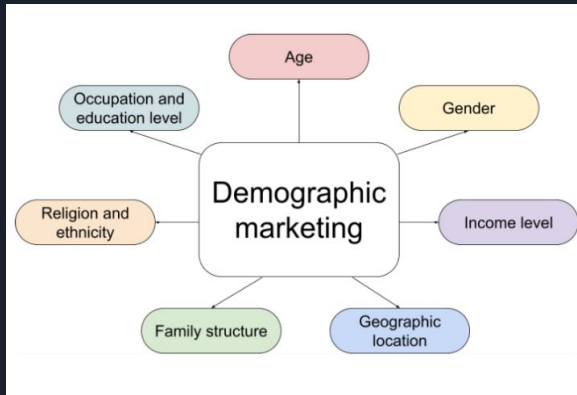 Age
Occupation and
education level
Gender
Demographic
marketing
Religion and
ethnicity
Income level
Family structure
Geographic
location